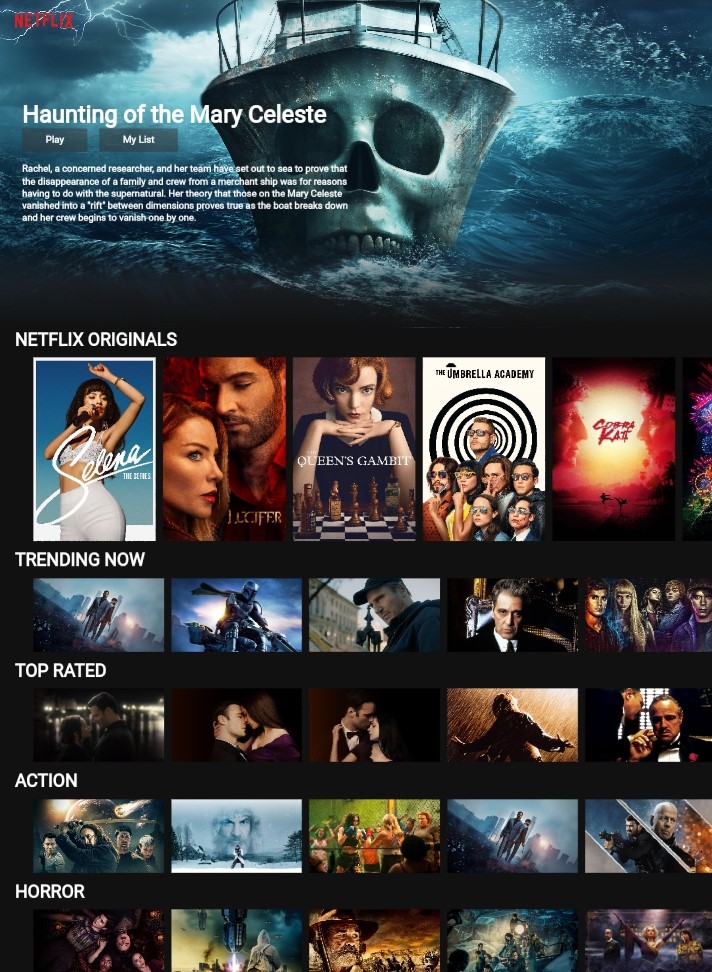 NETFLIX
Haunting of the Mary Celeste
Play
My List
Rachel, a concerned researcher, and her team have set out to sea to prove that
the disappearance of a family and crew from a merchant ship was for reasons
having to do with the supernatural. Her theory that those on the Mary Celeste
vanished into a "rift" between dimensions proves true as the boat breaks down
and her crew begins to vanish one by one.
NETFLIX ORIGINALS
Selena
THE SERIES
LUCIFER
QUEEN'S GAMBIT
THE UMBRELLA ACADEMY
COBRA
KAI
TRENDING NOW
TOP RATED
ACTION
HORROR